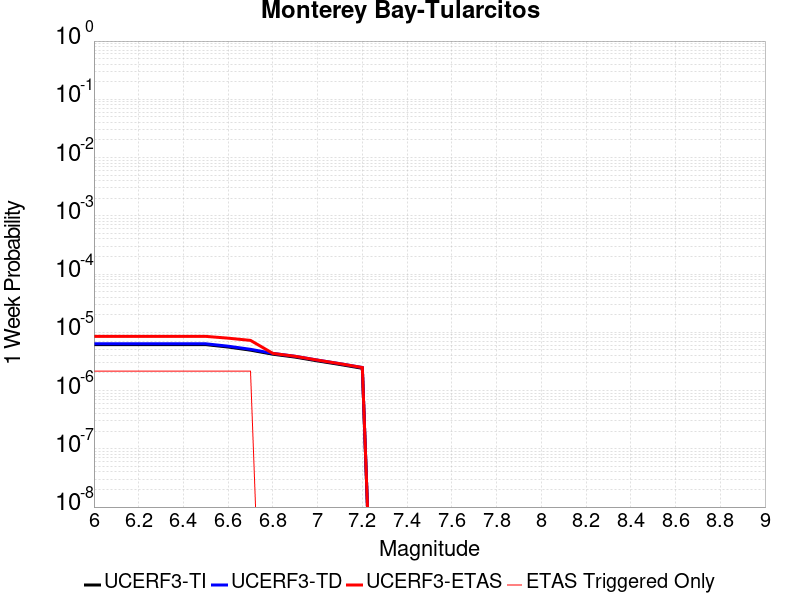 Monterey Bay-Tularcitos
10^0
10^-1
10^-2
10^-3
10^-4
10^-5
10^-6
10^-7
10^-8
1 Week Probability
6 6.2 6.4 6.6 6.8 7 7.2 7.4 7.6 7.8 8 8.2 8.4 8.6 8.8 9
Magnitude
UCERF3-TI UCERF3-TD UCERF3-ETAS ETAS Triggered Only